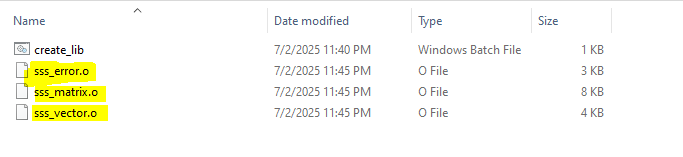 Name Date modified Type Size
create_lib 7/2/2025 11:40 PM Windows Batch File 1 KB
sss_error.o 7/2/2025 11:45 PM O File 3 KB
sss_matrix.o 7/2/2025 11:45 PM O File 8 KB
sss_vector.o 7/2/2025 11:45 PM O File 4 KB